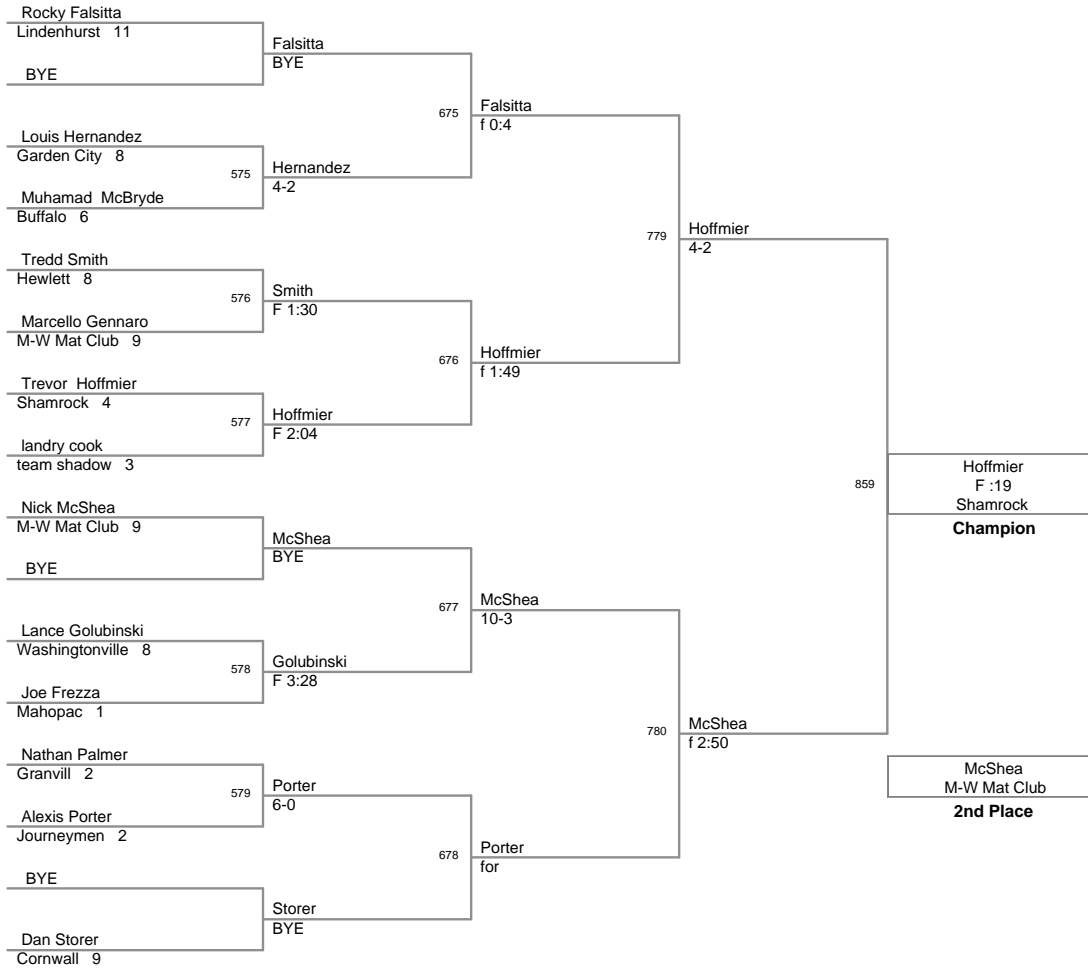 Rocky Falsitta
Lindenhurst 11
BYE
Falsitta
BYE
675
Falsitta
f 0:4
Louis Hernandez
Garden City 8
575
Hernandez
4-2
Muhamad McBryde
Buffalo 6
779
Hoffmier
4-2
Tredd Smith
Hewlett 8
576
Smith
F 1:30
Marcello Gennaro
M-W Mat Club 9
676
Hoffmier
f 1:49
Trevor Hoffmier
Shamrock 4
577
Hoffmier
F 2:04
landry cook
team shadow 3
859
Hoffmier
F :19
Shamrock
Champion
Nick McShea
M-W Mat Club 9
McShea
BYE
BYE
677
McShea
10-3
Lance Golubinski
Washingtonville 8
578
Golubinski
F 3:28
Joe Frezza
Mahopac 1
780
McShea
f 2:50
Nathan Palmer
Granvill 2
579
Porter
6-0
Alexis Porter
Journeymen 2
678
Porter
for
BYE
Storer
BYE
Dan Storer
Cornwall 9
McShea
M-W Mat Club
2nd Place